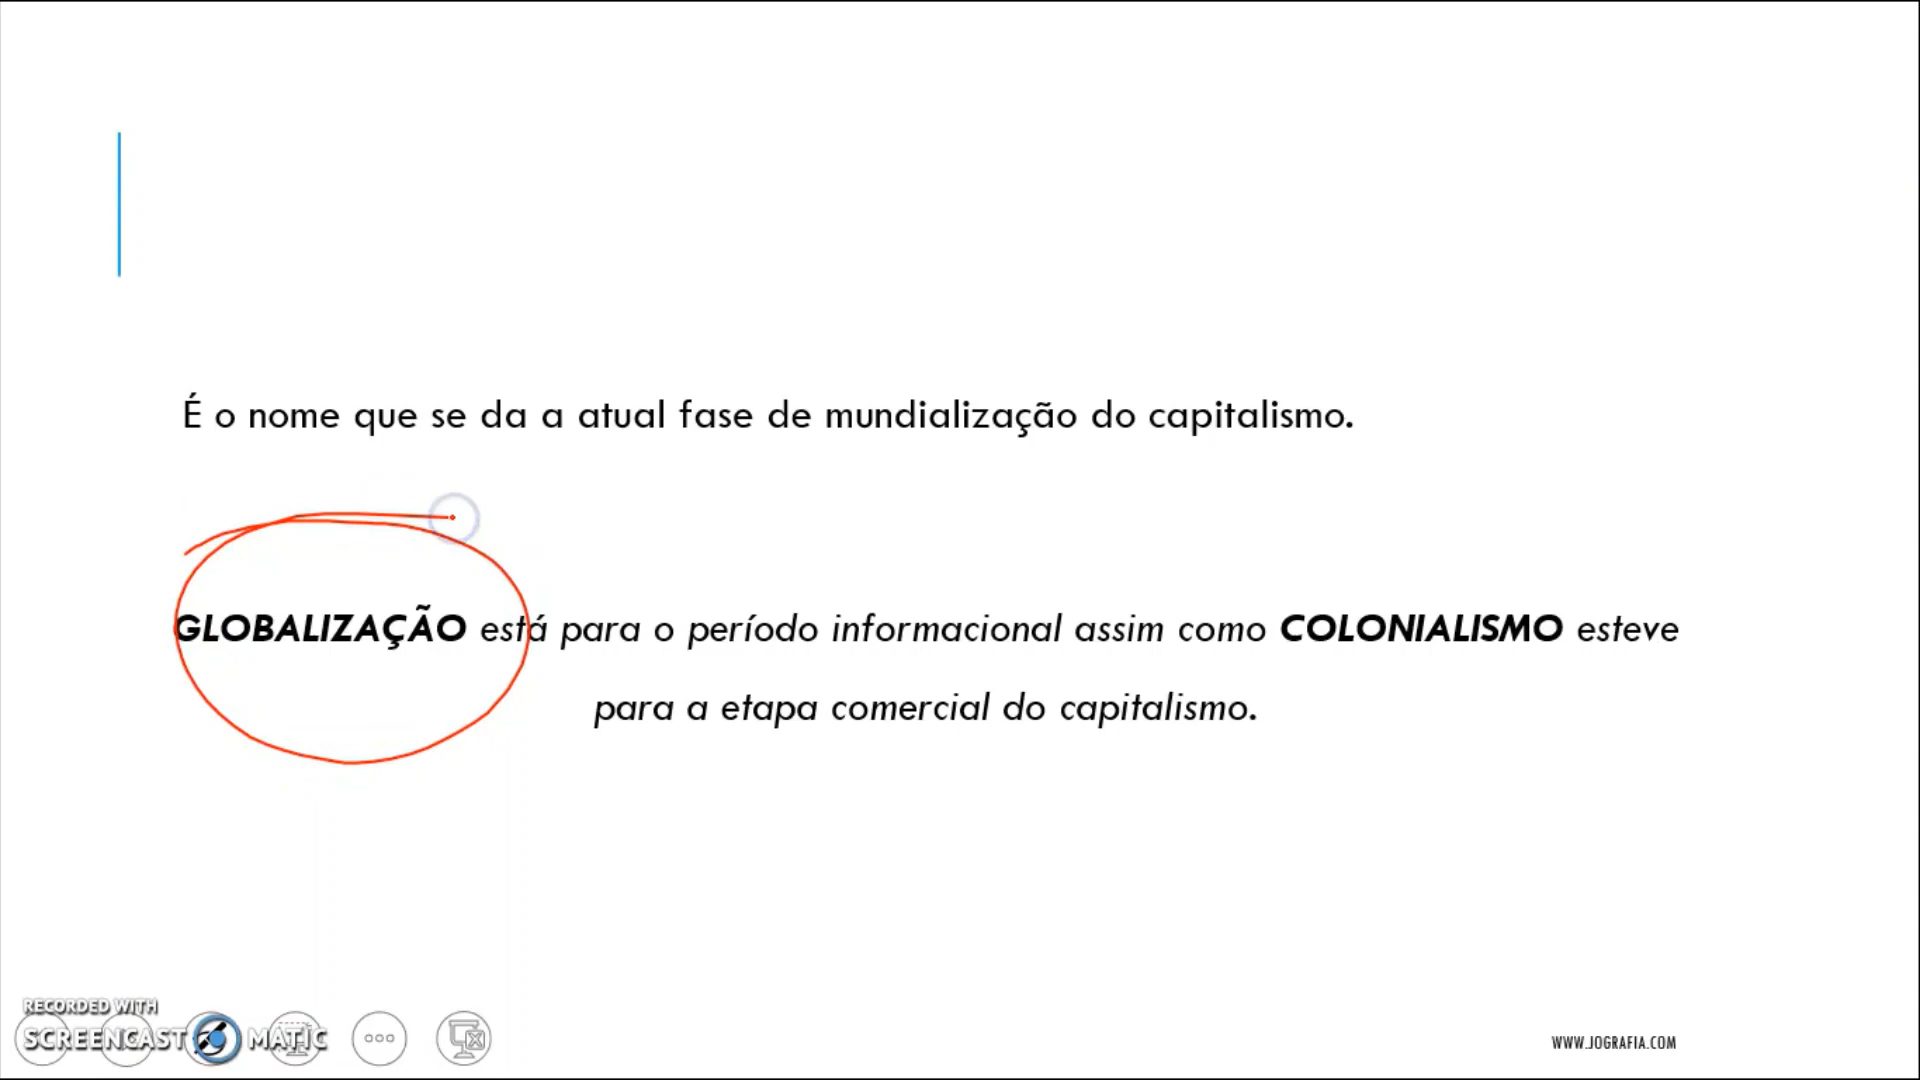 É o nome que se da a atual fase de mundialização do capitalismo.
GLOBALIZAÇÃO está para o período informacional assim como COLONIALISMO esteve
para a etapa comercial do capitalismo.
RECORDED WITH
SCREENCAST MATIC
WWW.JOGRAFIA.COM